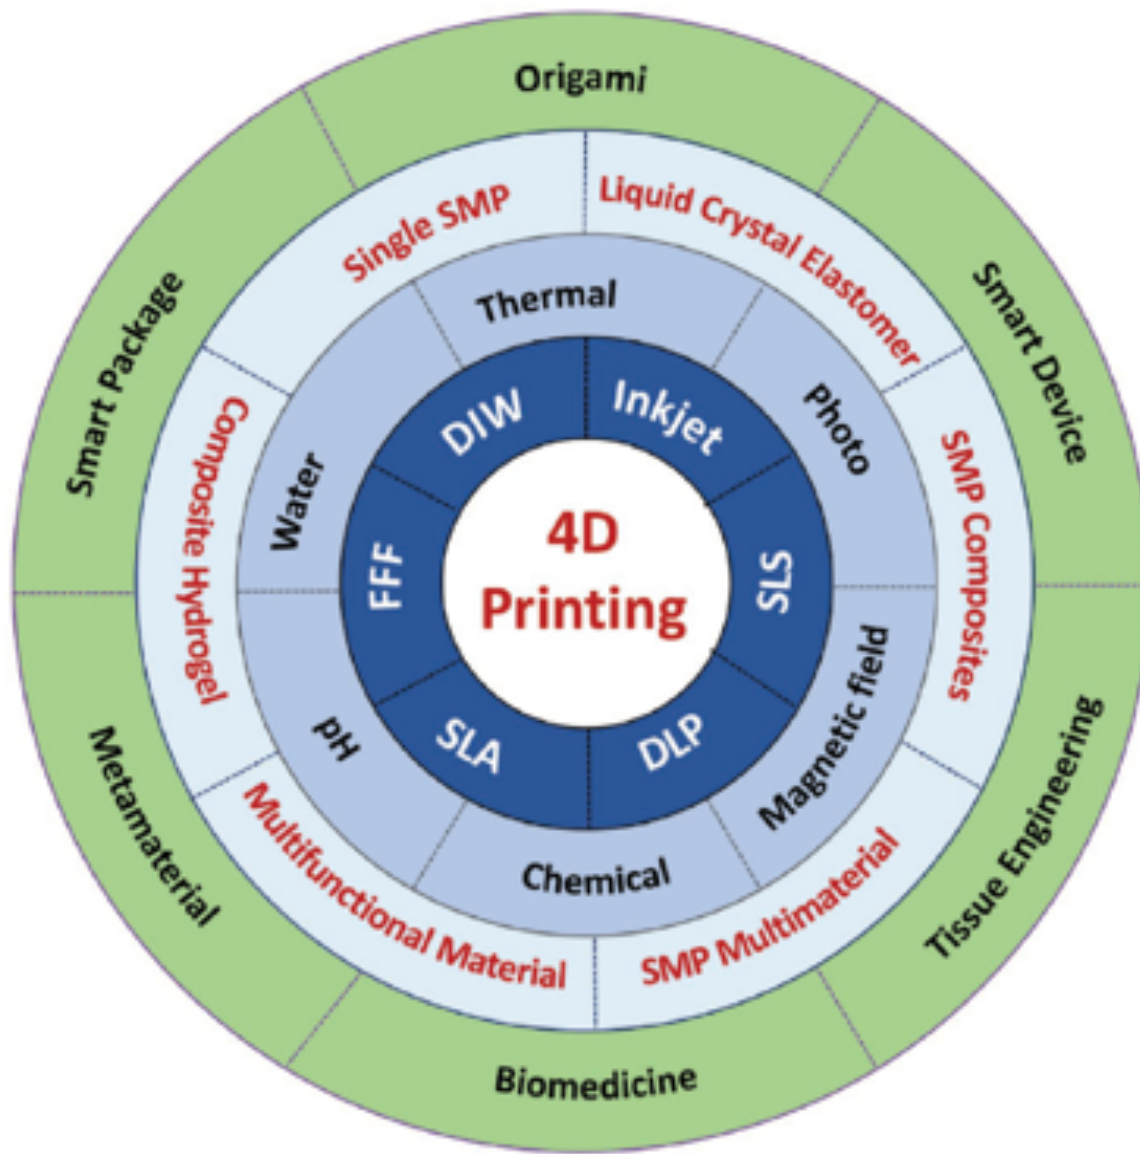 4D
Printing
DIW
Inkjet
SLS
DLP
SLA
FFF
Thermal
Photo
Magnetic field
Chemical
pH
Water
Single SMP
Liquid Crystal Elastomer
SMP Composites
SMP Multimaterial
Multifunctional Material
Composite Hydrogel
Origami
Smart Device
Tissue Engineering
Biomedicine
Metamaterial
Smart Package